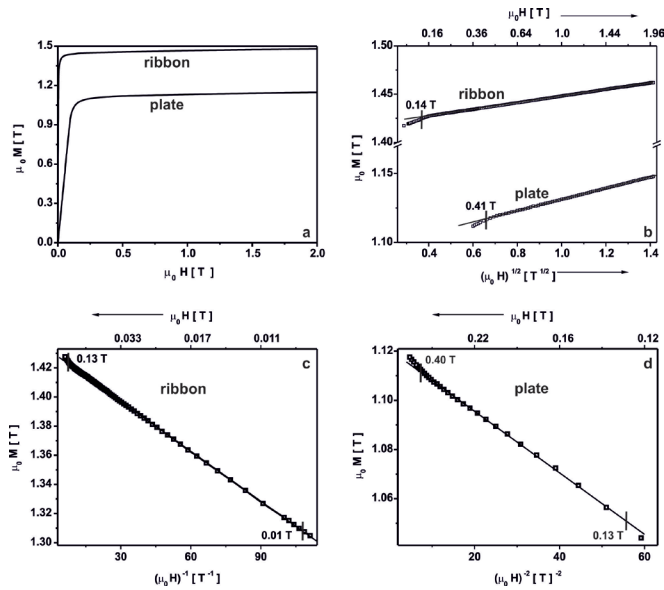 1.5
1.2
0.9
0.6
0.3
0.0
μ₀ M [ T ]
0.0 0.5 1.0 1.5 2.0
μ₀ H [ T ]
ribbon
plate
a
μ₀H [ T ]
0.16 0.36 0.64 1.0 1.44 1.96
1.50
1.45
1.40
1.15
1.10
μ₀ M [ T ]
ribbon
0.14 T
plate
0.41 T
b
0.4 0.6 0.8 1.0 1.2 1.4
(μ₀ H)^1/2 [T^1/2]
μ₀ H [ T ]
0.033 0.017 0.011
1.42
1.40
1.38
1.36
1.34
1.32
1.30
μ₀ M [ T ]
0.13 T
ribbon
c
0.01 T
30 60 90
(μ₀ H)^-1 [T^-1]
μ₀ H [ T ]
0.22 0.16 0.12
1.12
1.10
1.08
1.06
μ₀ M [ T ]
0.40 T
plate
d
0.13 T
0 20 40 60
(μ₀ H)^-2 [T]^-2